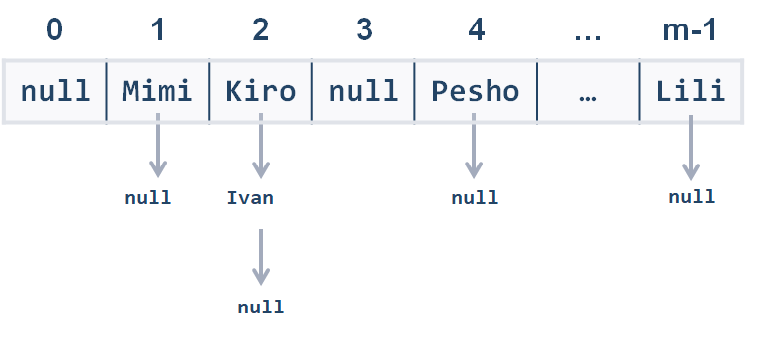 0 1 2 3 4 ... m-1
null Mimi Kiro null Pesho … Lili
null Ivan null null
null